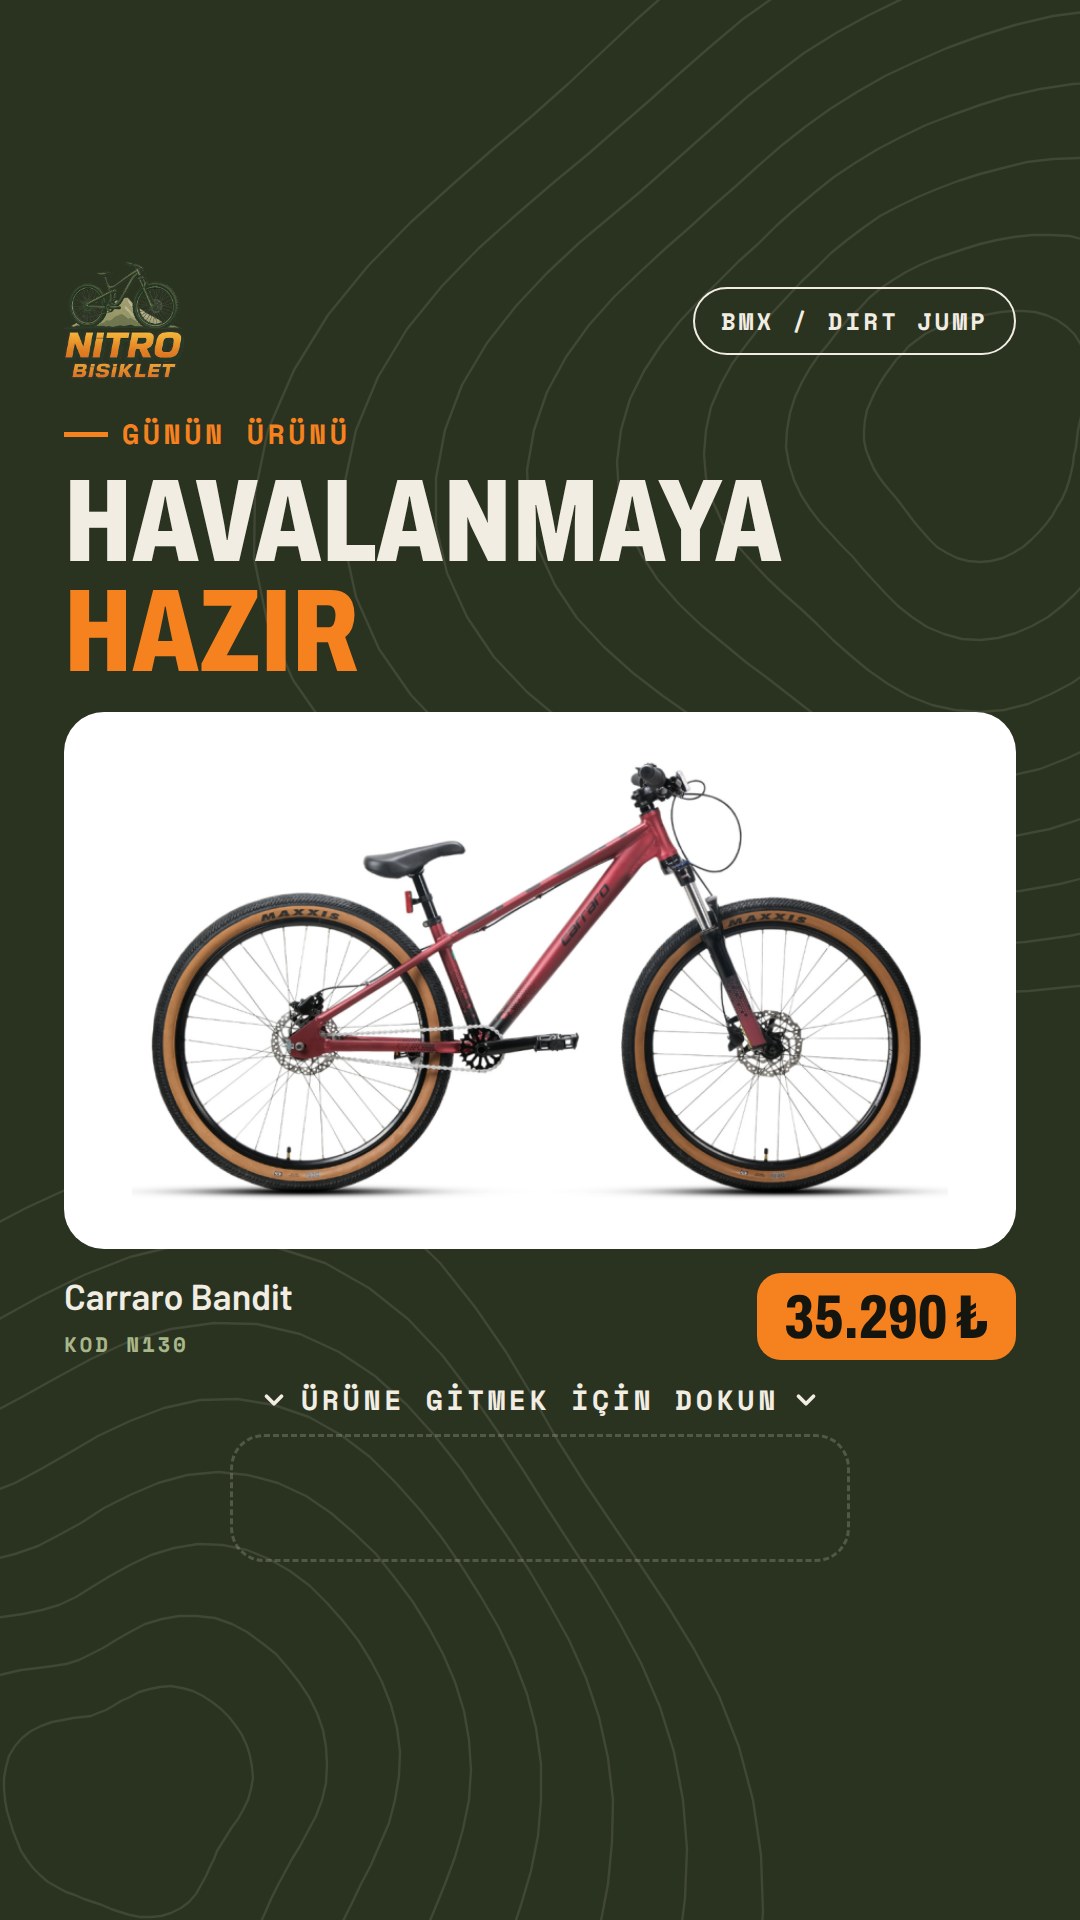 NiTRO
BiSiKLET
BMX / DIRT JUMP
GÜNÜN ÜRÜNÜ
HAVALANMAYA
HAZIR
carraro
MAXXIS
MAXXIS
Carraro Bandit
KOD N130
35.290 ₺
ÜRÜNE GİTMEK İÇİN DOKUN